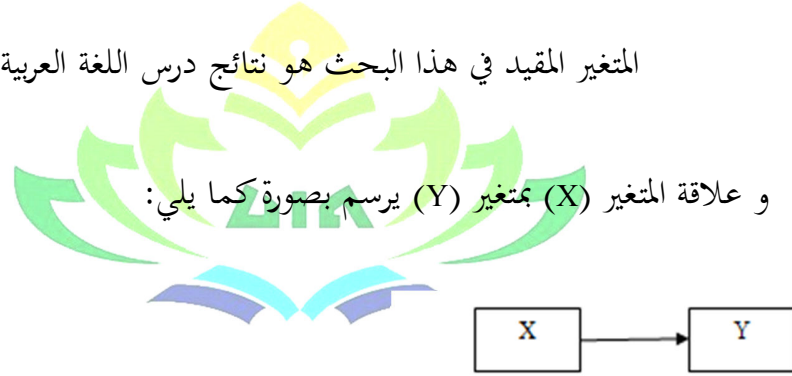 المتغير المقيد في هذا البحث هو نتائج درس اللغة العربية
و علاقة المتغير (X) بمتغير (Y) يرسم بصورة كما يلي:
X Y